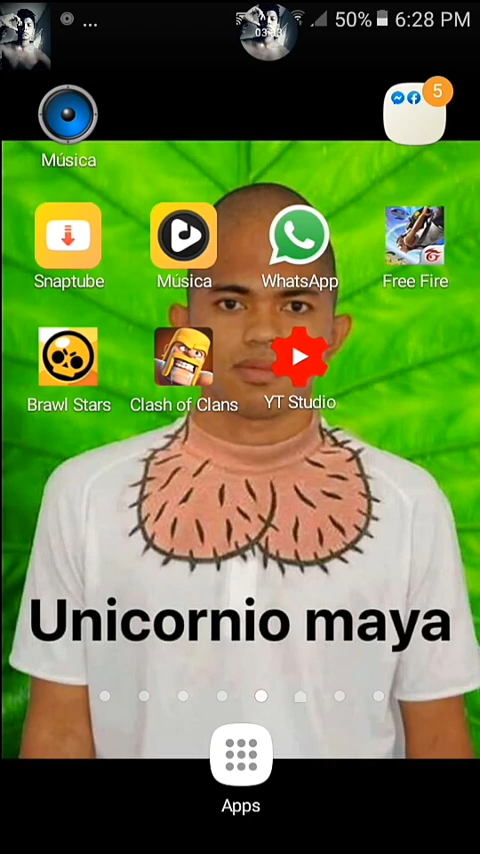 ... 50% 6:28 PM
5
Música
Snaptube Música WhatsApp Free Fire
Brawl Stars Clash of Clans YT Studio
Unicornio maya
Apps